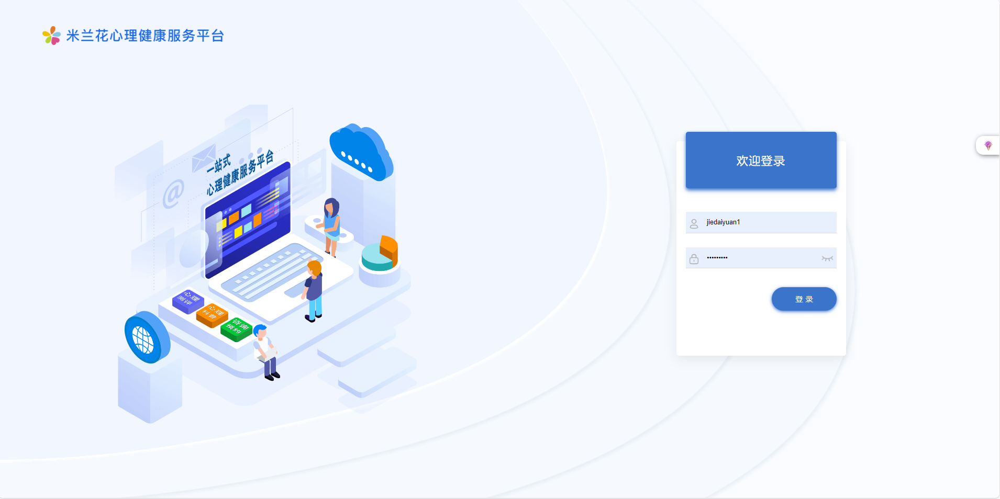 米兰花心理健康服务平台
一站式
心理健康服务平台
心理
测评
心理
科普
咨询
预约
欢迎登录
jiedaiyuan1
•••••••••
登 录